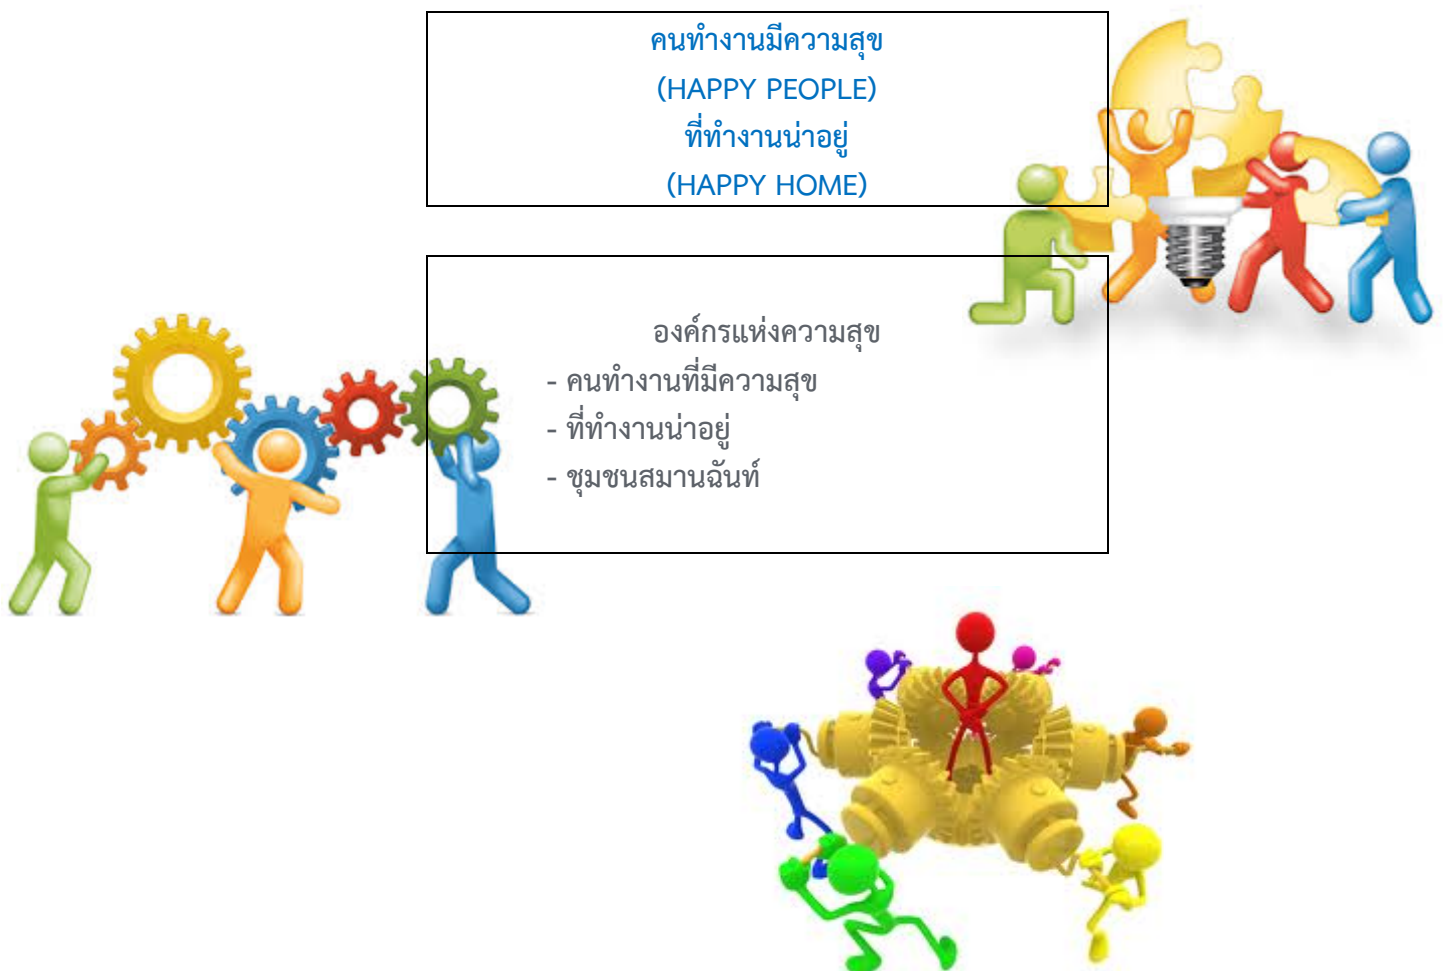 คนทำงานมีความสุข
(HAPPY PEOPLE)
ที่ทำงานน่าอยู่
(HAPPY HOME)
องค์กรแห่งความสุข
- คนทำงานที่มีความสุข
- ที่ทำงานน่าอยู่
- ชุมชนสมานฉันท์